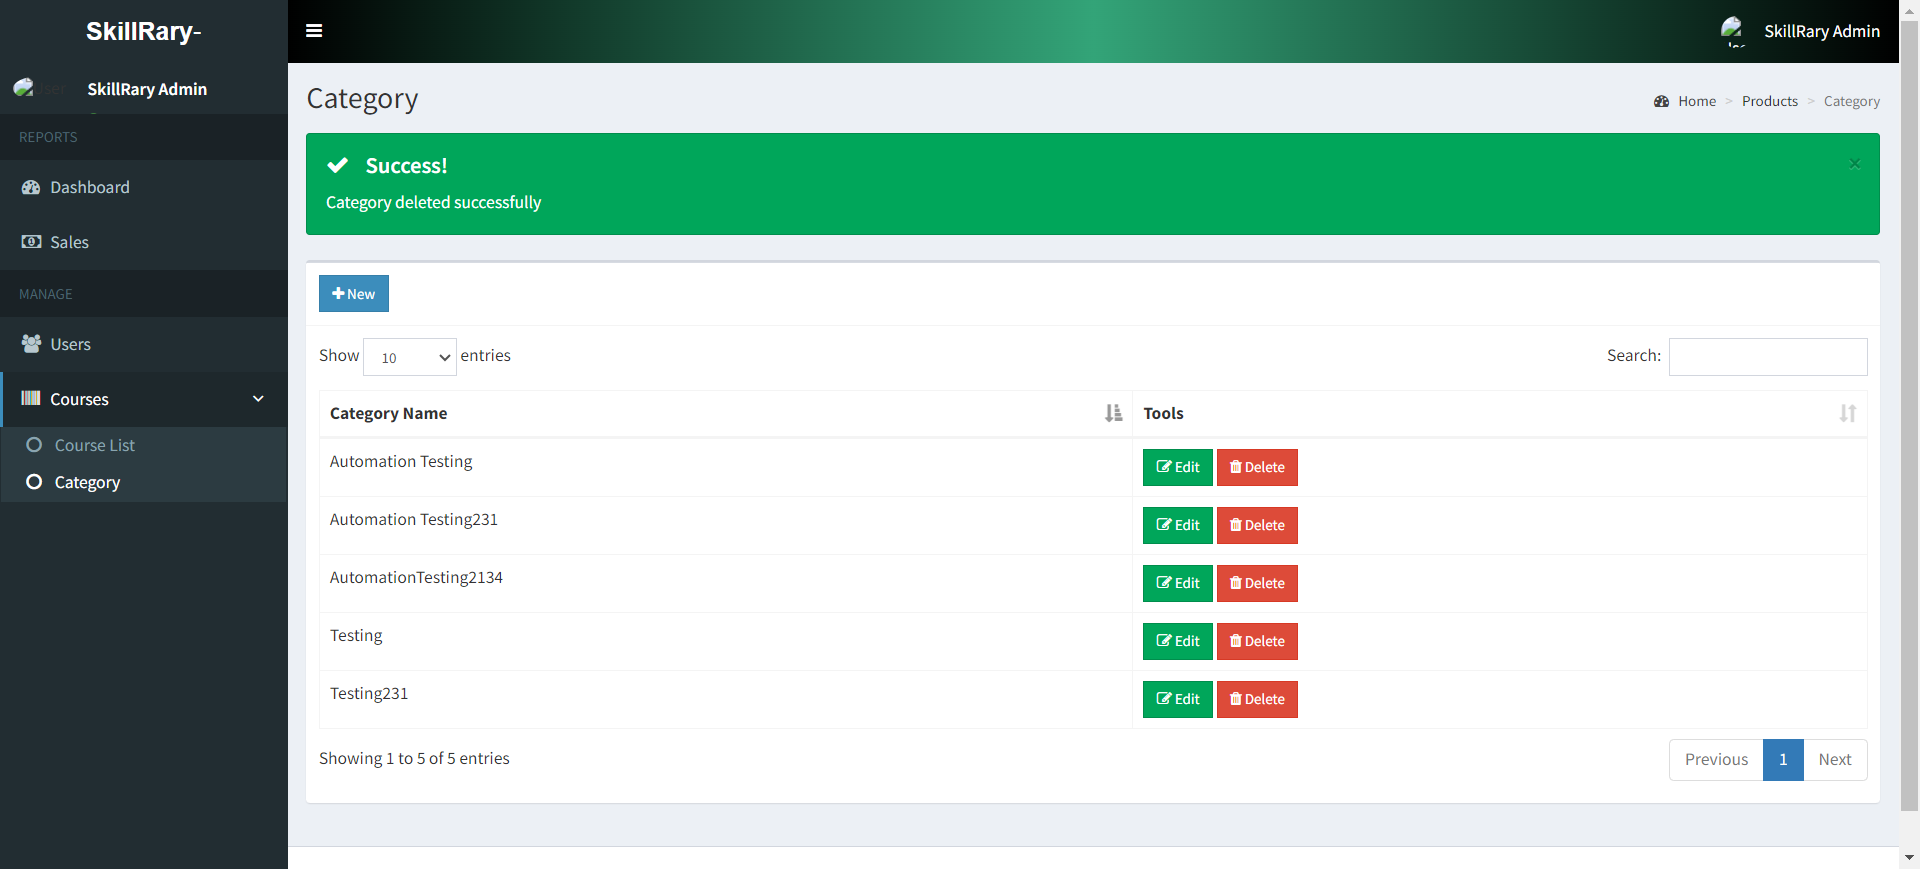 SkillRary-
SkillRary Admin
User
SkillRary Admin
REPORTS
Dashboard
Sales
MANAGE
Users
Courses
Course List
Category
Category
Home > Products > Category
Success!
×
Category deleted successfully
New
Show 10 entries
Search:
Category Name Tools
Automation Testing Edit Delete
Automation Testing231 Edit Delete
AutomationTesting2134 Edit Delete
Testing Edit Delete
Testing231 Edit Delete
Showing 1 to 5 of 5 entries
Previous 1 Next